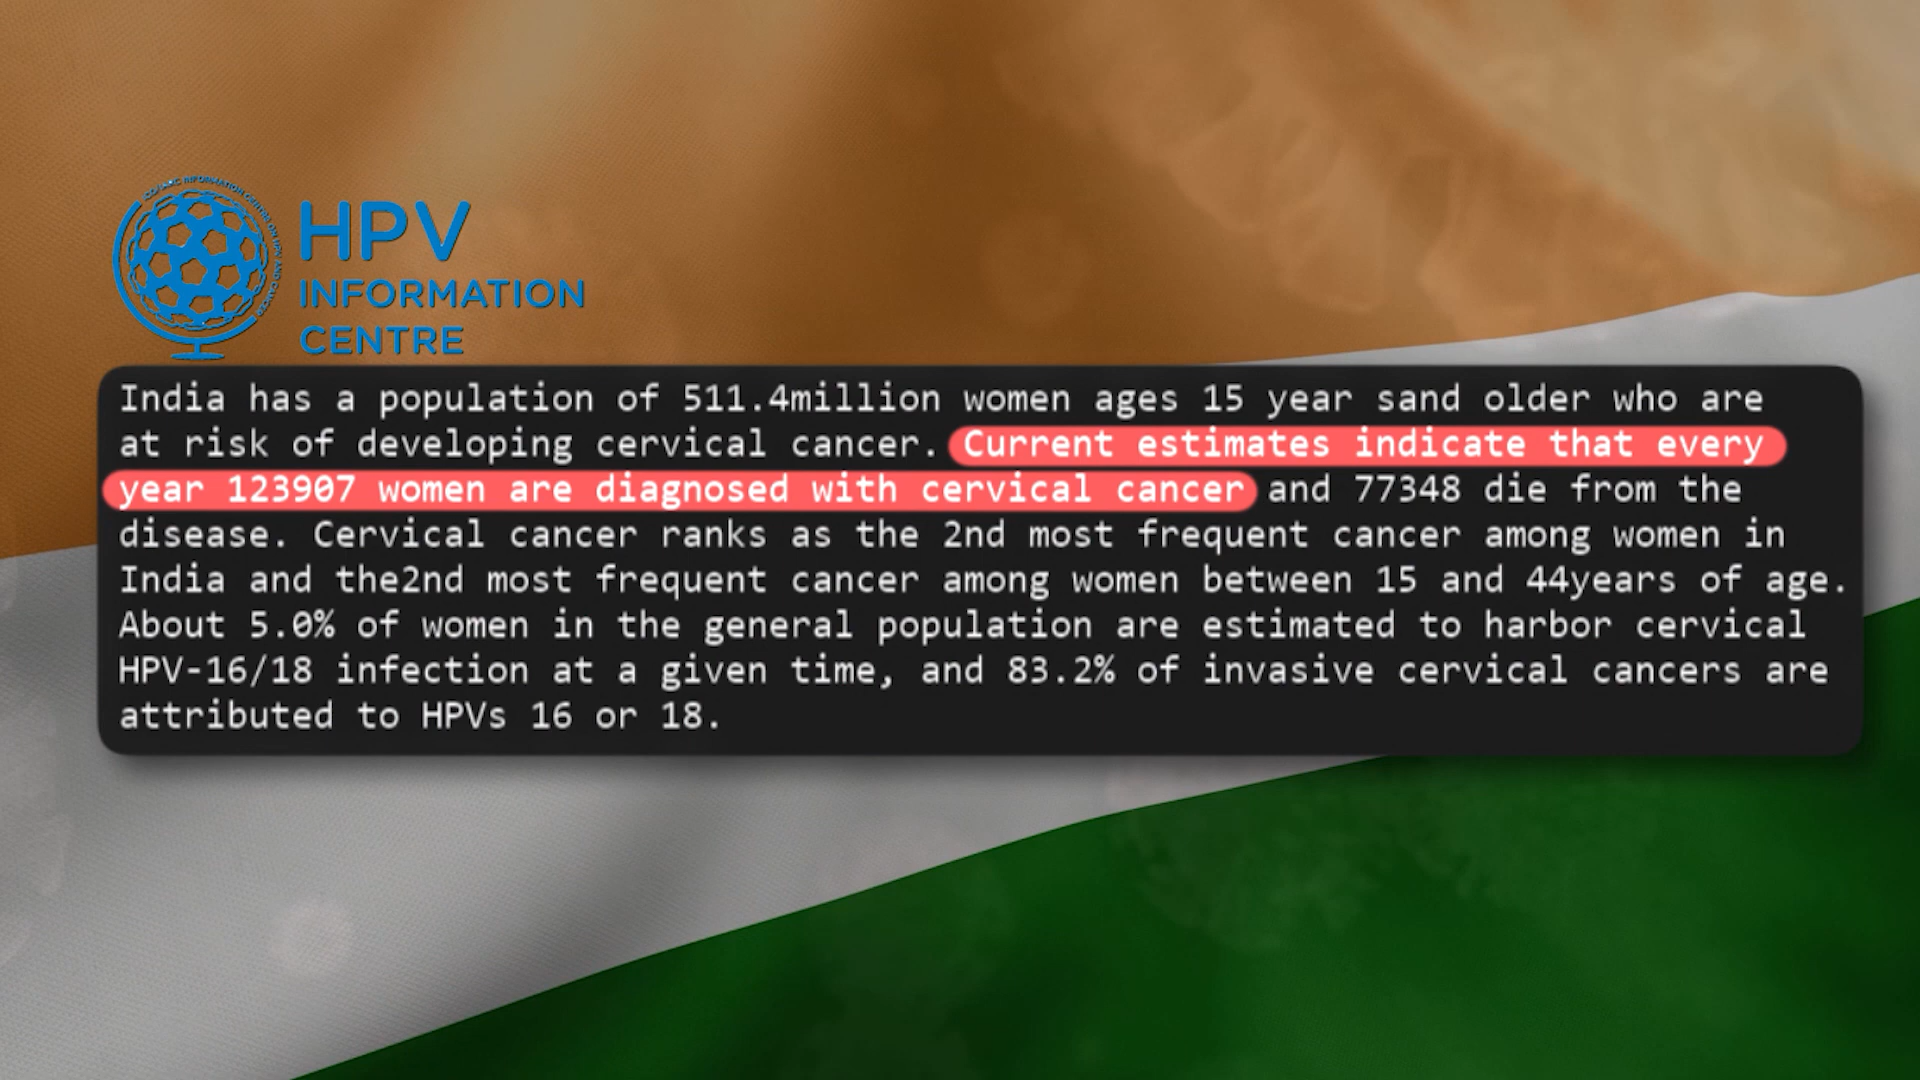 HPV
INFORMATION
CENTRE
India has a population of 511.4million women ages 15 year sand older who are
at risk of developing cervical cancer. Current estimates indicate that every
year 123907 women are diagnosed with cervical cancer and 77348 die from the
disease. Cervical cancer ranks as the 2nd most frequent cancer among women in
India and the2nd most frequent cancer among women between 15 and 44years of age.
About 5.0% of women in the general population are estimated to harbor cervical
HPV-16/18 infection at a given time, and 83.2% of invasive cervical cancers are
attributed to HPVs 16 or 18.